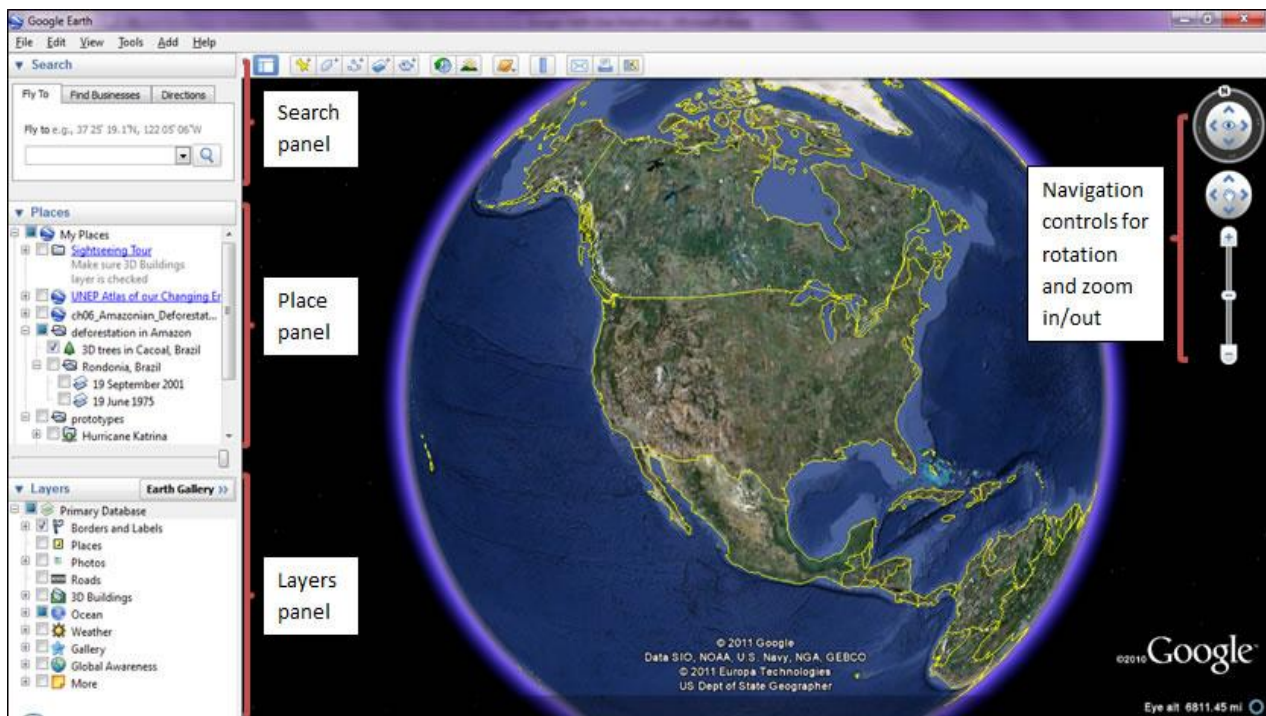 Google Earth
File Edit View Tools Add Help
Search
Fly To Find Businesses Directions
Fly to e.g., 37 25' 19.1"N, 122 05' 06"W
Places
My Places
Sightseeing Tour
Make sure 3D Buildings
layer is checked
UNEP Atlas of our Changing Er
ch06_Amazonian_Deforestat...
deforestation in Amazon
3D trees in Cacoal, Brazil
Rondonia, Brazil
19 September 2001
19 June 1975
prototypes
Hurricane Katrina
Layers Earth Gallery >>
Primary Database
Borders and Labels
Places
Photos
Roads
3D Buildings
Ocean
Weather
Gallery
Global Awareness
More
Search
panel
Place
panel
Layers
panel
N
Navigation
controls for
rotation
and zoom
in/out
© 2011 Google
Data SIO, NOAA, U.S. Navy, NGA, GEBCO
© 2011 Europa Technologies
US Dept of State Geographer
©2010 Google
Eye alt 6811.45 mi